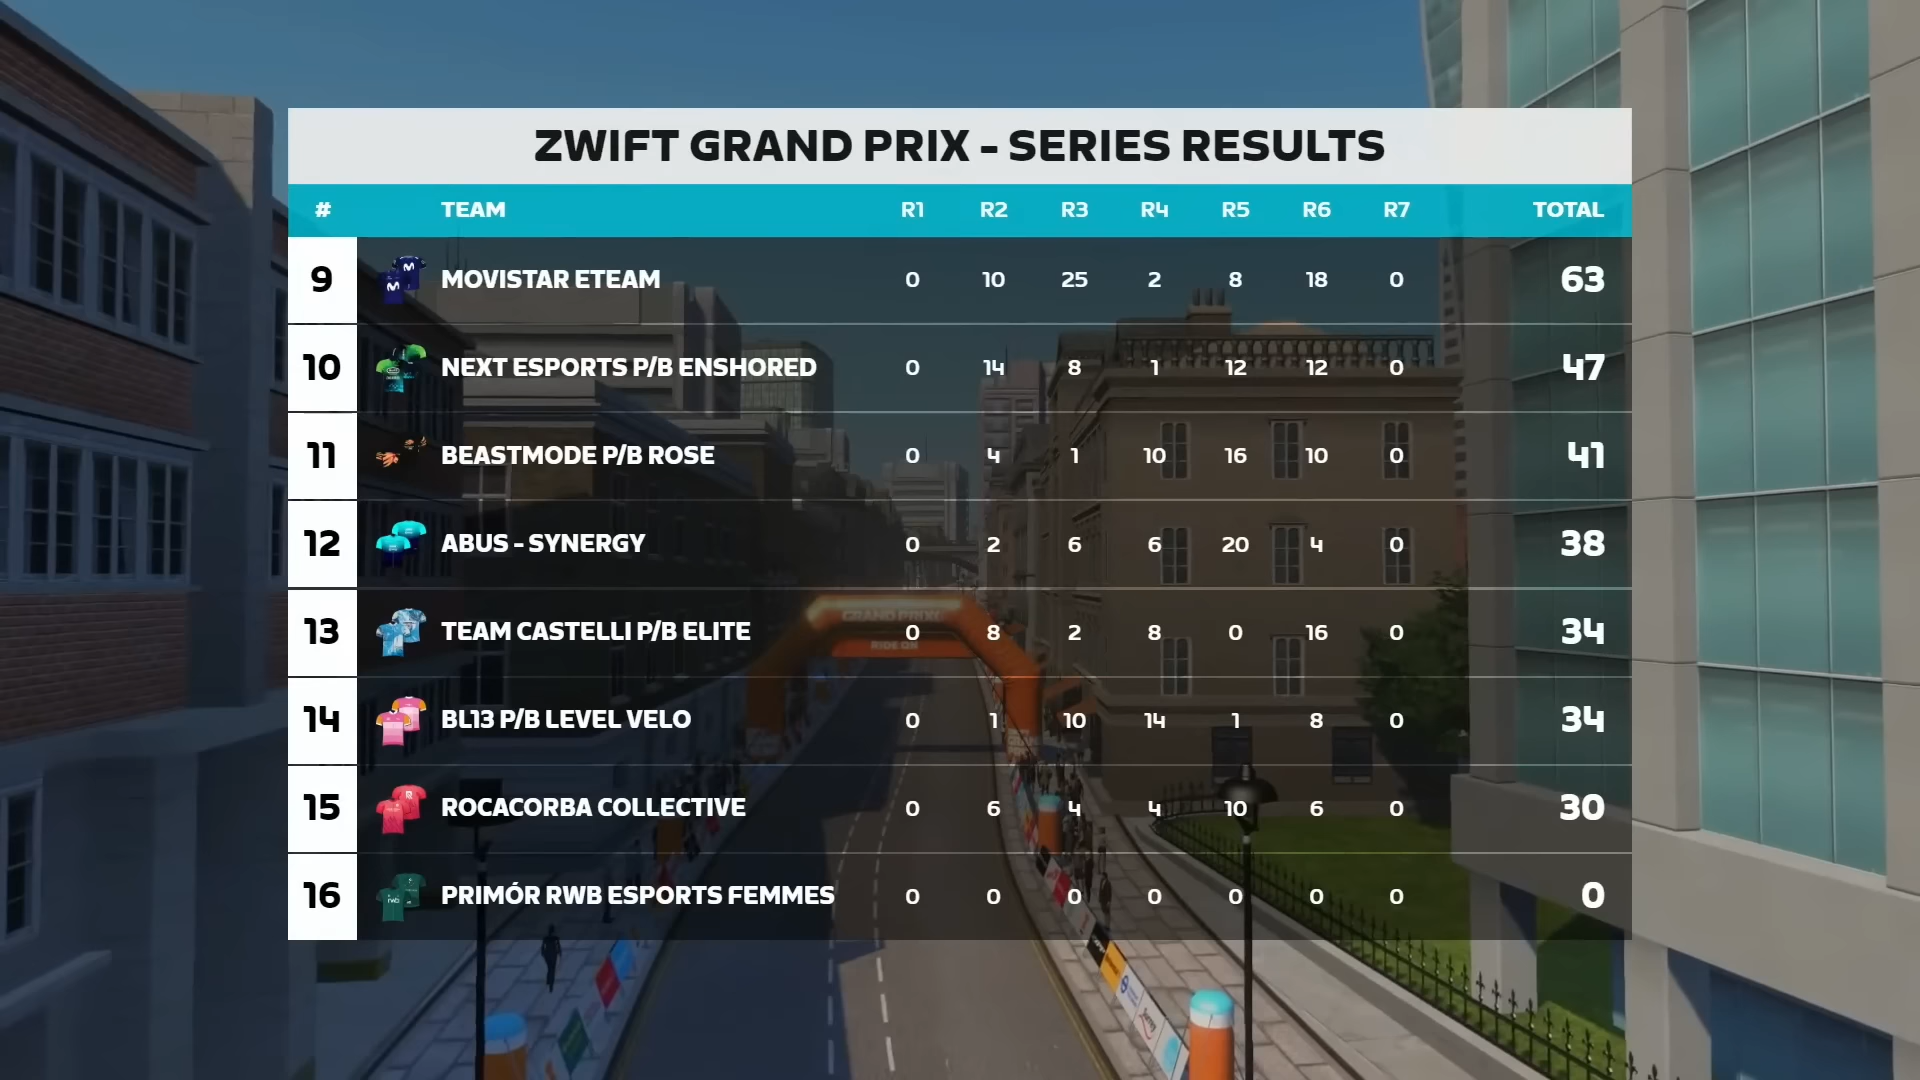 ZWIFT GRAND PRIX - SERIES RESULTS
# TEAM R1 R2 R3 R4 R5 R6 R7 TOTAL
9 MOVISTAR ETEAM 0 10 25 2 8 18 0 63
10 NEXT ESPORTS P/B ENSHORED 0 14 8 1 12 12 0 47
11 BEASTMODE P/B ROSE 0 4 1 10 16 10 0 41
12 ABUS - SYNERGY 0 2 6 6 20 4 0 38
13 TEAM CASTELLI P/B ELITE 0 8 2 8 0 16 0 34
14 BL13 P/B LEVEL VELO 0 1 10 14 1 8 0 34
15 ROCACORBA COLLECTIVE 0 6 4 4 10 6 0 30
16 PRIMÓR RWB ESPORTS FEMMES 0 0 0 0 0 0 0 0
GRAND PRIX
RIDE ON